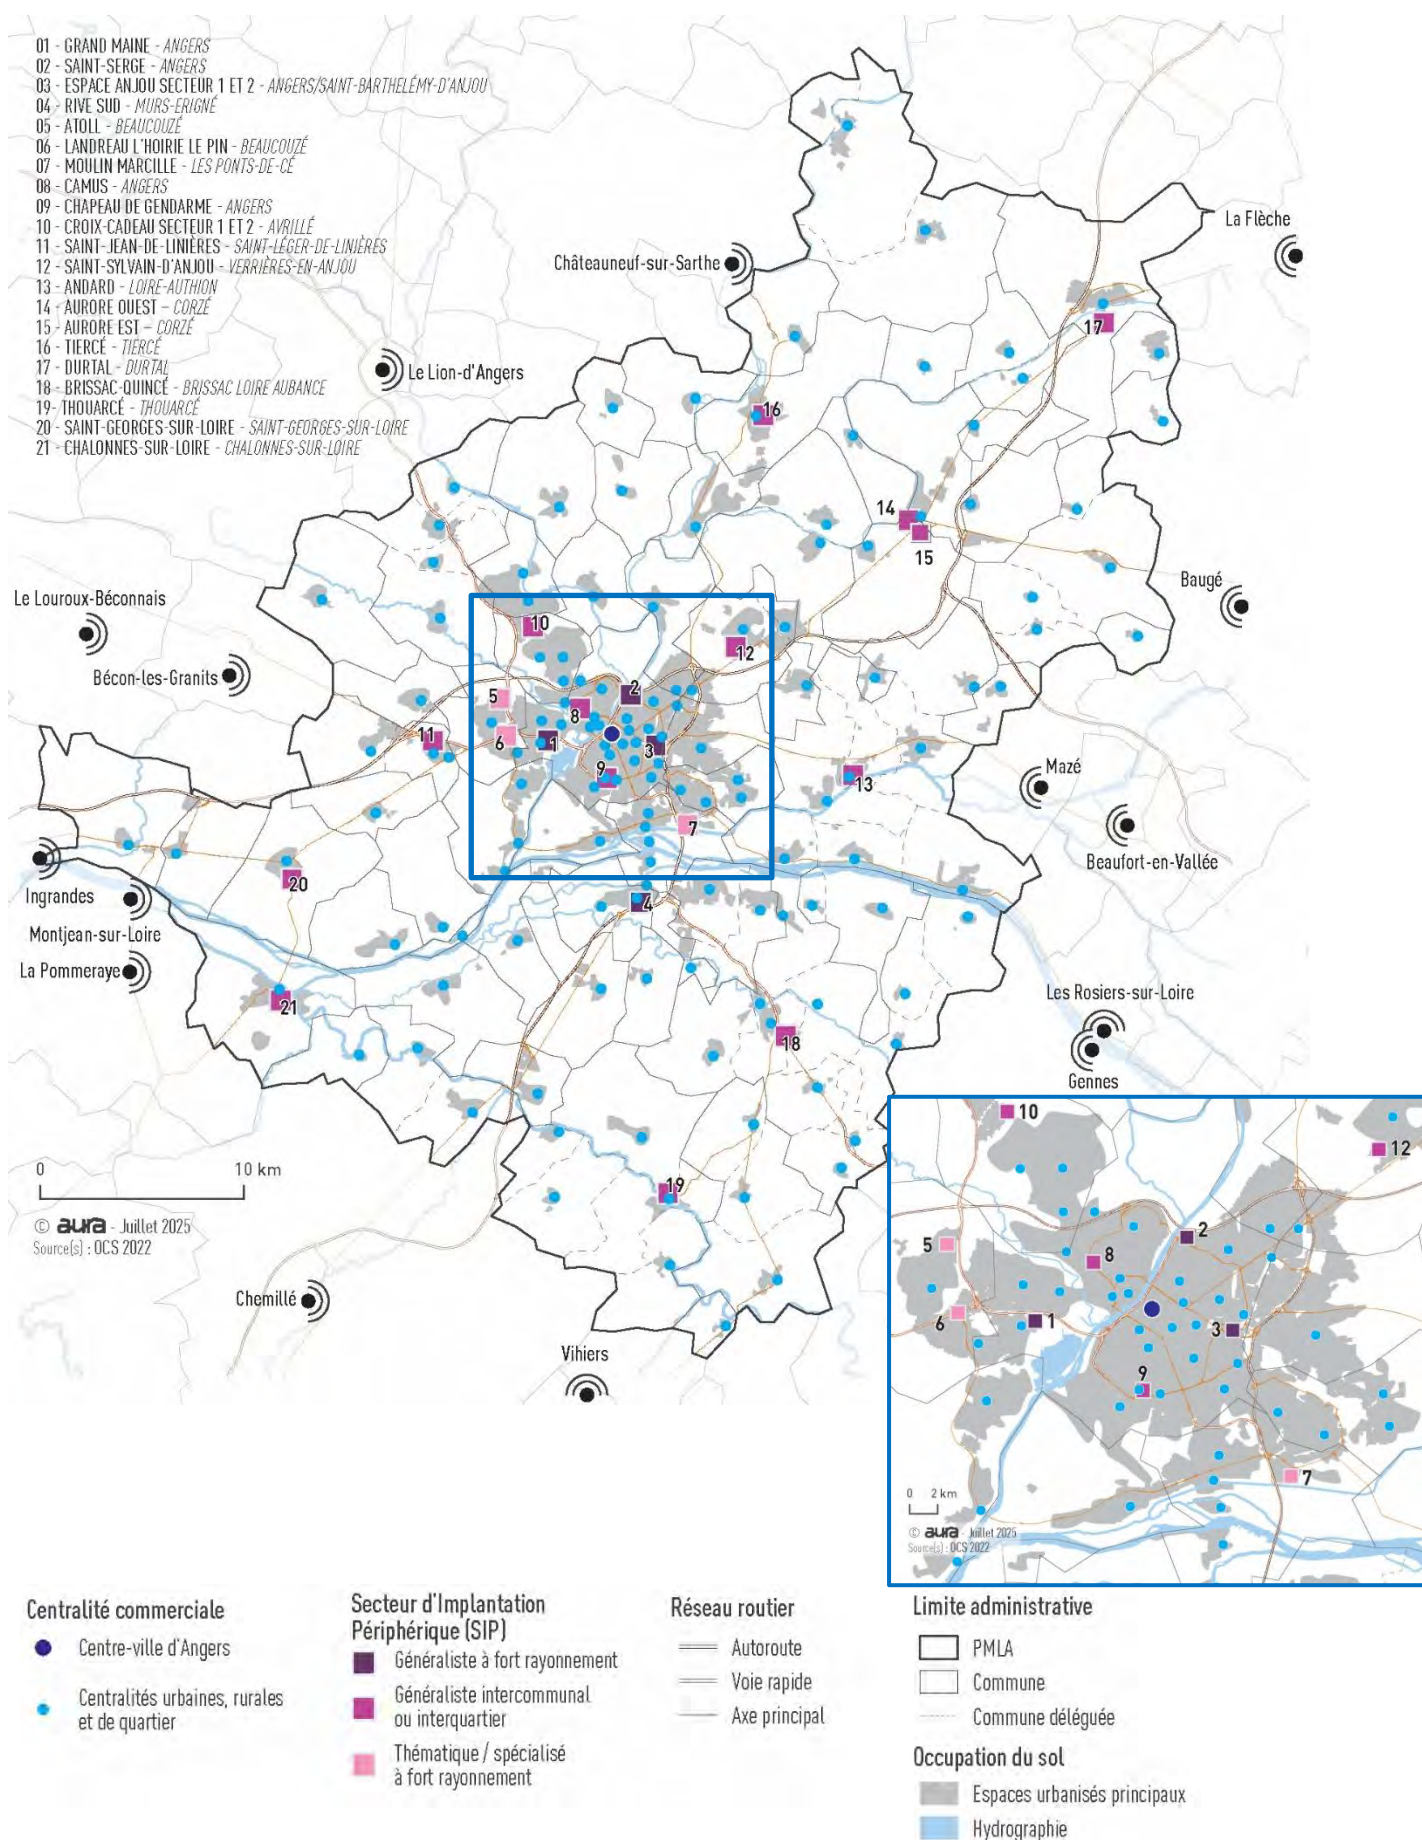 01 - GRAND MAINE - ANGERS
02 - SAINT-SERGE - ANGERS
03 - ESPACE ANJOU SECTEUR 1 ET 2 - ANGERS/SAINT-BARTHELÉMY-D'ANJOU
04 - RIVE SUD - MURS-ERIGNÉ
05 - ATOLL - BEAUCOUZÉ
06 - LANDREAU L'HOIRIE LE PIN - BEAUCOUZÉ
07 - MOULIN MARCILLE - LES PONTS-DE-CÉ
08 - CAMUS - ANGERS
09 - CHAPEAU DE GENDARME - ANGERS
10 - CROIX-CADEAU SECTEUR 1 ET 2 - AVRILLÉ
11 - SAINT-JEAN-DE-LINIÈRES - SAINT-LÉGER-DE-LINIÈRES
12 - SAINT-SYLVAIN-D'ANJOU - VERRIÈRES-EN-ANJOU
13 - ANDARD - LOIRE-AUTHION
14 - AURORE OUEST – CORZÉ
15 - AURORE EST – CORZÉ
16 - TIERCÉ - TIERCÉ
17 - DURTAL - DURTAL
18 - BRISSAC-QUINCÉ - BRISSAC LOIRE AUBANCE
19- THOUARCÉ - THOUARCÉ
20 - SAINT-GEORGES-SUR-LOIRE - SAINT-GEORGES-SUR-LOIRE
21 - CHALONNES-SUR-LOIRE - CHALONNES-SUR-LOIRE
La Flèche
Châteauneuf-sur-Sarthe
17
Le Lion-d'Angers
16
14
15
Baugé
Le Louroux-Béconnais
10
12
Bécon-les-Granits
5
2
8
11
6
1
3
9
13
Mazé
7
Beaufort-en-Vallée
20
Ingrandes
4
Montjean-sur-Loire
La Pommeraye
21
Les Rosiers-sur-Loire
18
Gennes
0 10 km
19
© aura - Juillet 2025
Source(s) : OCS 2022
Chemillé
Vihiers
10
12
2
5
8
6
1
3
9
7
0 2 km
© aura - Juillet 2025
Source(s) : OCS 2022
Centralité commerciale
Centre-ville d'Angers
Centralités urbaines, rurales
et de quartier
Secteur d'Implantation
Périphérique (SIP)
Généraliste à fort rayonnement
Généraliste intercommunal
ou interquartier
Thématique / spécialisé
à fort rayonnement
Réseau routier
Autoroute
Voie rapide
Axe principal
Limite administrative
PMLA
Commune
Commune déléguée
Occupation du sol
Espaces urbanisés principaux
Hydrographie